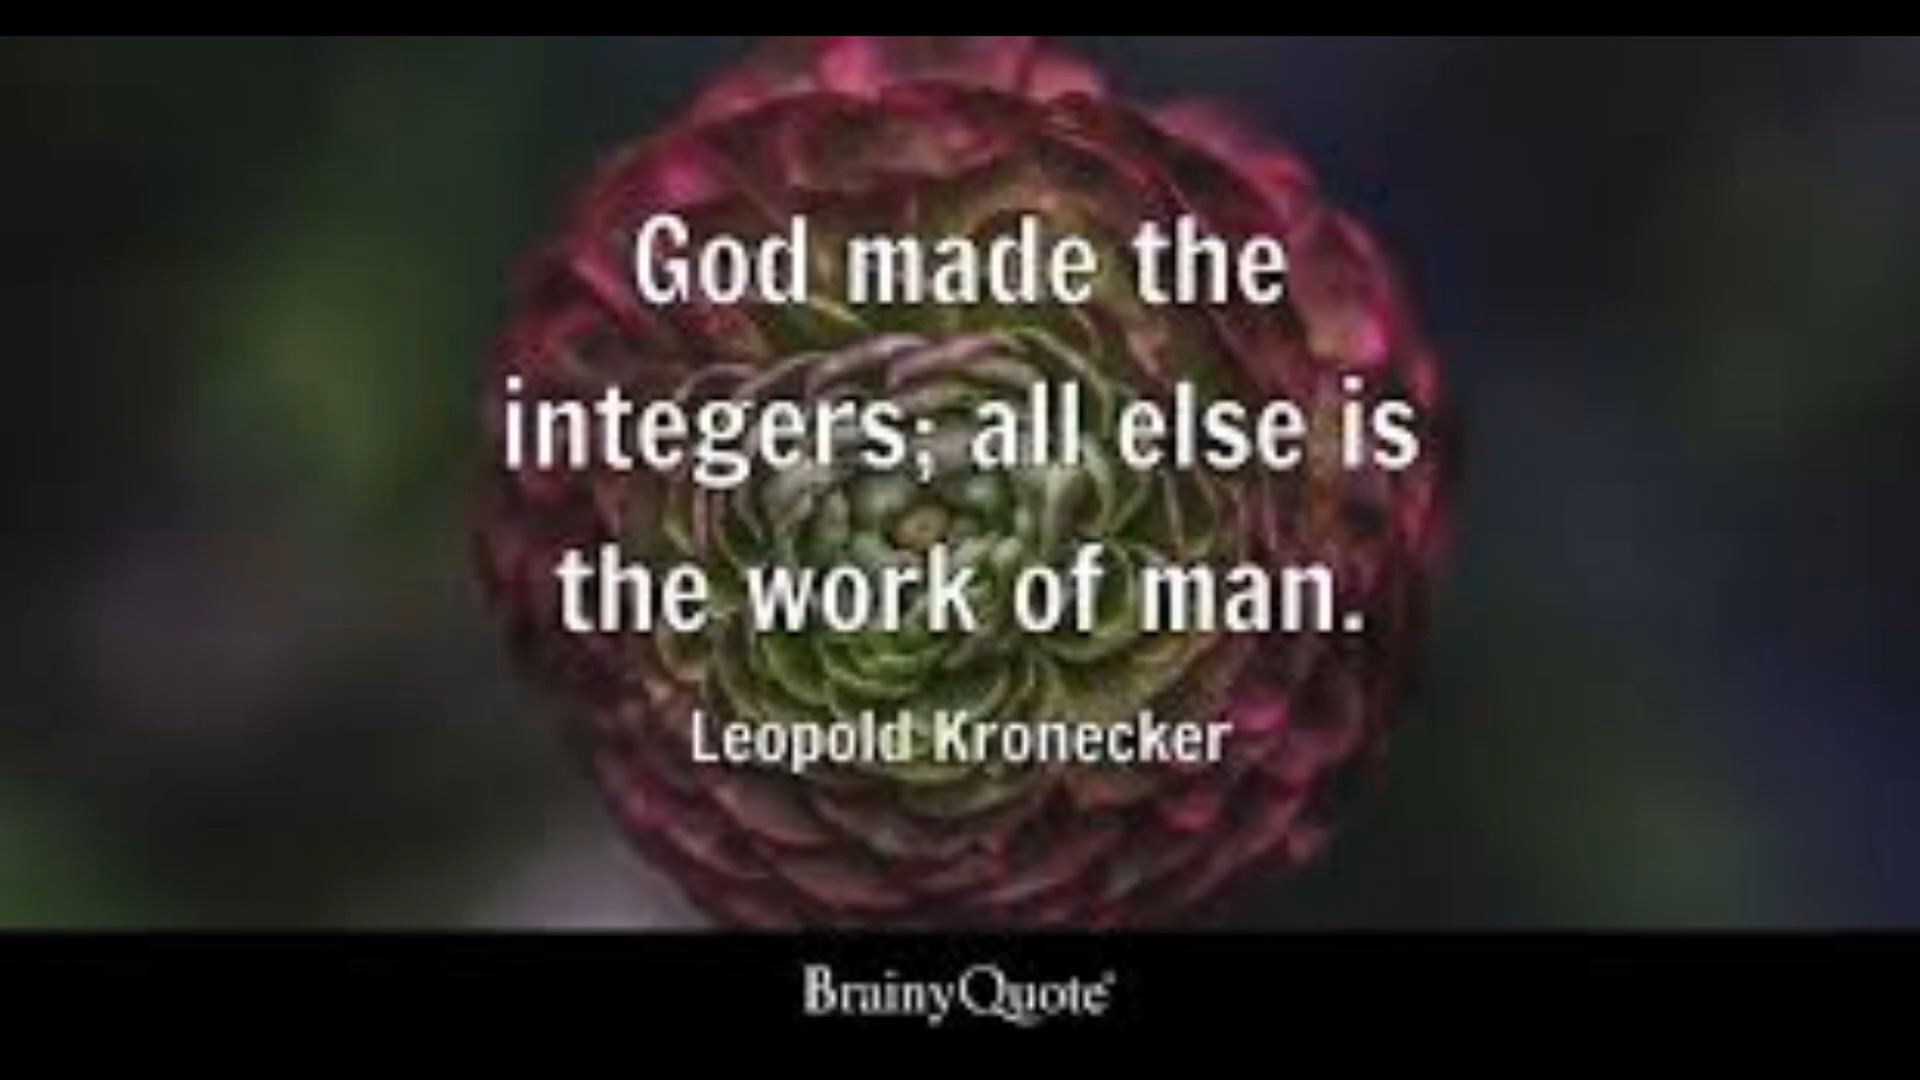 God made the
integers; all else is
the work of man.
Leopold Kronecker
BrainyQuote®